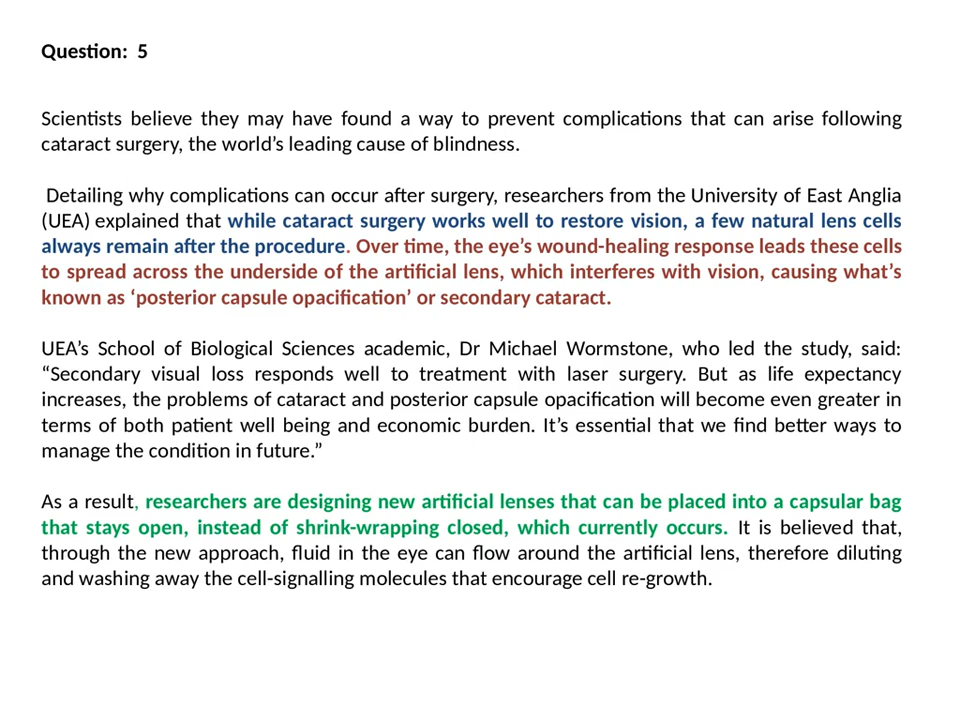 Question: 5
Scientists believe they may have found a way to prevent complications that can arise following
cataract surgery, the world’s leading cause of blindness.
Detailing why complications can occur after surgery, researchers from the University of East Anglia
(UEA) explained that while cataract surgery works well to restore vision, a few natural lens cells
always remain after the procedure. Over time, the eye’s wound-healing response leads these cells
to spread across the underside of the artificial lens, which interferes with vision, causing what’s
known as ‘posterior capsule opacification’ or secondary cataract.
UEA’s School of Biological Sciences academic, Dr Michael Wormstone, who led the study, said:
“Secondary visual loss responds well to treatment with laser surgery. But as life expectancy
increases, the problems of cataract and posterior capsule opacification will become even greater in
terms of both patient well being and economic burden. It’s essential that we find better ways to
manage the condition in future.”
As a result, researchers are designing new artificial lenses that can be placed into a capsular bag
that stays open, instead of shrink-wrapping closed, which currently occurs. It is believed that,
through the new approach, fluid in the eye can flow around the artificial lens, therefore diluting
and washing away the cell-signalling molecules that encourage cell re-growth.